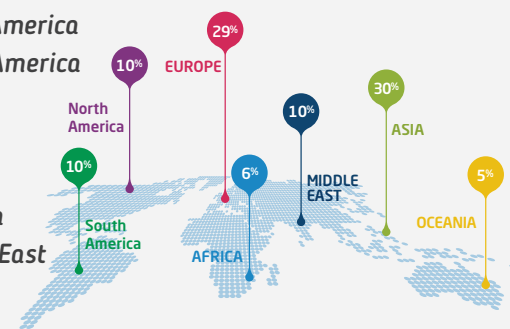 America
America
29%
10%
EUROPE
30%
10%
North
America
ASIA
10%
6%
5%
MIDDLE
EAST
South
America
OCEANIA
East
AFRICA